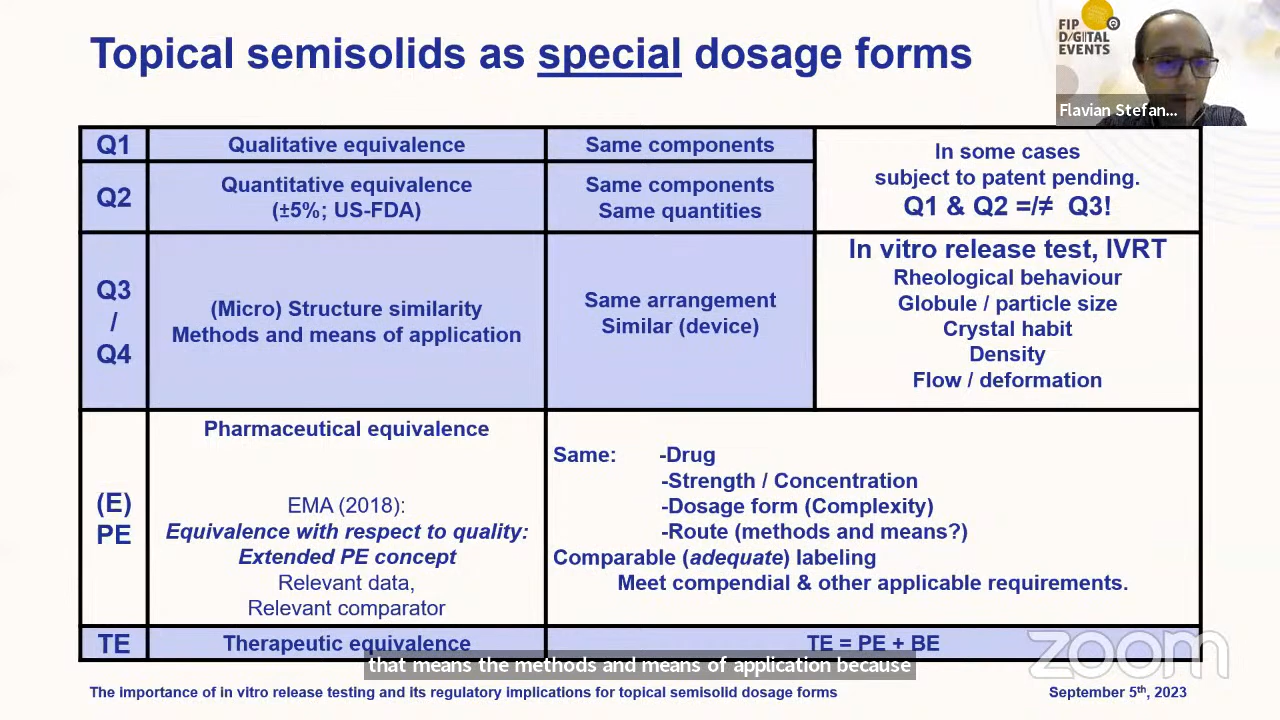 Topical semisolids as special dosage forms
FIP
DIGITAL
EVENTS
Flavian Stefan...
Q1
Qualitative equivalence
Same components
In some cases
subject to patent pending.
Q1 & Q2 =/≠ Q3!
Q2
Quantitative equivalence
(±5%; US-FDA)
Same components
Same quantities
Q3
/
Q4
(Micro) Structure similarity
Methods and means of application
Same arrangement
Similar (device)
In vitro release test, IVRT
Rheological behaviour
Globule / particle size
Crystal habit
Density
Flow / deformation
(E)
PE
Pharmaceutical equivalence
EMA (2018):
Equivalence with respect to quality:
Extended PE concept
Relevant data,
Relevant comparator
Same: -Drug
-Strength / Concentration
-Dosage form (Complexity)
-Route (methods and means?)
Comparable (adequate) labeling
Meet compendial & other applicable requirements.
TE
Therapeutic equivalence
TE = PE + BE
zoom
that means the methods and means of application because
The importance of in vitro release testing and its regulatory implications for topical semisolid dosage forms
September 5th, 2023